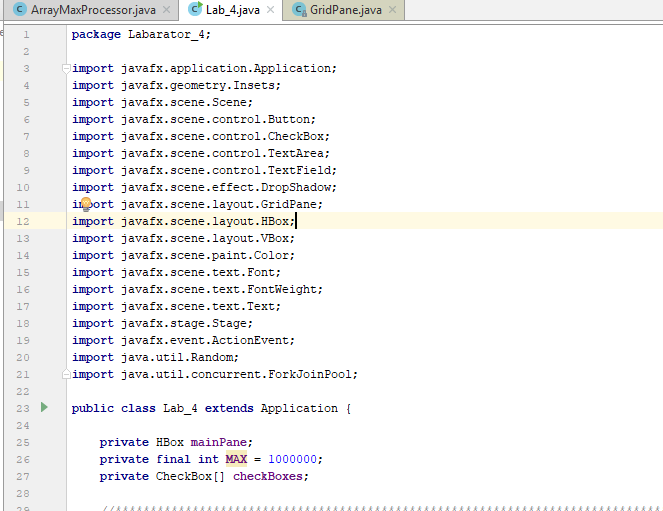 ArrayMaxProcessor.java Lab_4.java GridPane.java
1 package Labarator_4;
2
3 import javafx.application.Application;
4 import javafx.geometry.Insets;
5 import javafx.scene.Scene;
6 import javafx.scene.control.Button;
7 import javafx.scene.control.CheckBox;
8 import javafx.scene.control.TextArea;
9 import javafx.scene.control.TextField;
10 import javafx.scene.effect.DropShadow;
11 import javafx.scene.layout.GridPane;
12 import javafx.scene.layout.HBox;
13 import javafx.scene.layout.VBox;
14 import javafx.scene.paint.Color;
15 import javafx.scene.text.Font;
16 import javafx.scene.text.FontWeight;
17 import javafx.scene.text.Text;
18 import javafx.stage.Stage;
19 import javafx.event.ActionEvent;
20 import java.util.Random;
21 import java.util.concurrent.ForkJoinPool;
22
23 public class Lab_4 extends Application {
24
25 private HBox mainPane;
26 private final int MAX = 1000000;
27 private CheckBox[] checkBoxes;
28
29